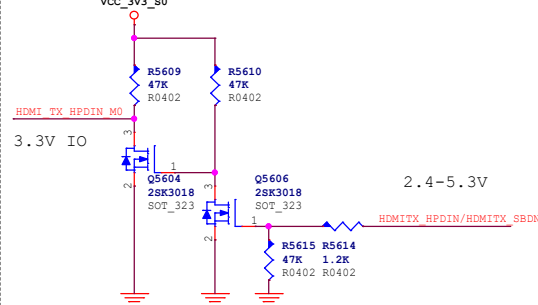 VCC_3V3_S0
R5609 R5610
47K 47K
R0402 R0402
HDMI_TX_HPDIN_M0
3.3V IO
3
1
2
Q5604 Q5606
2SK3018 2SK3018
SOT_323 SOT_323
3
1
2
2.4-5.3V
HDMITX_HPDIN/HDMITX_SBDN
R5615 R5614
47K 1.2K
R0402 R0402